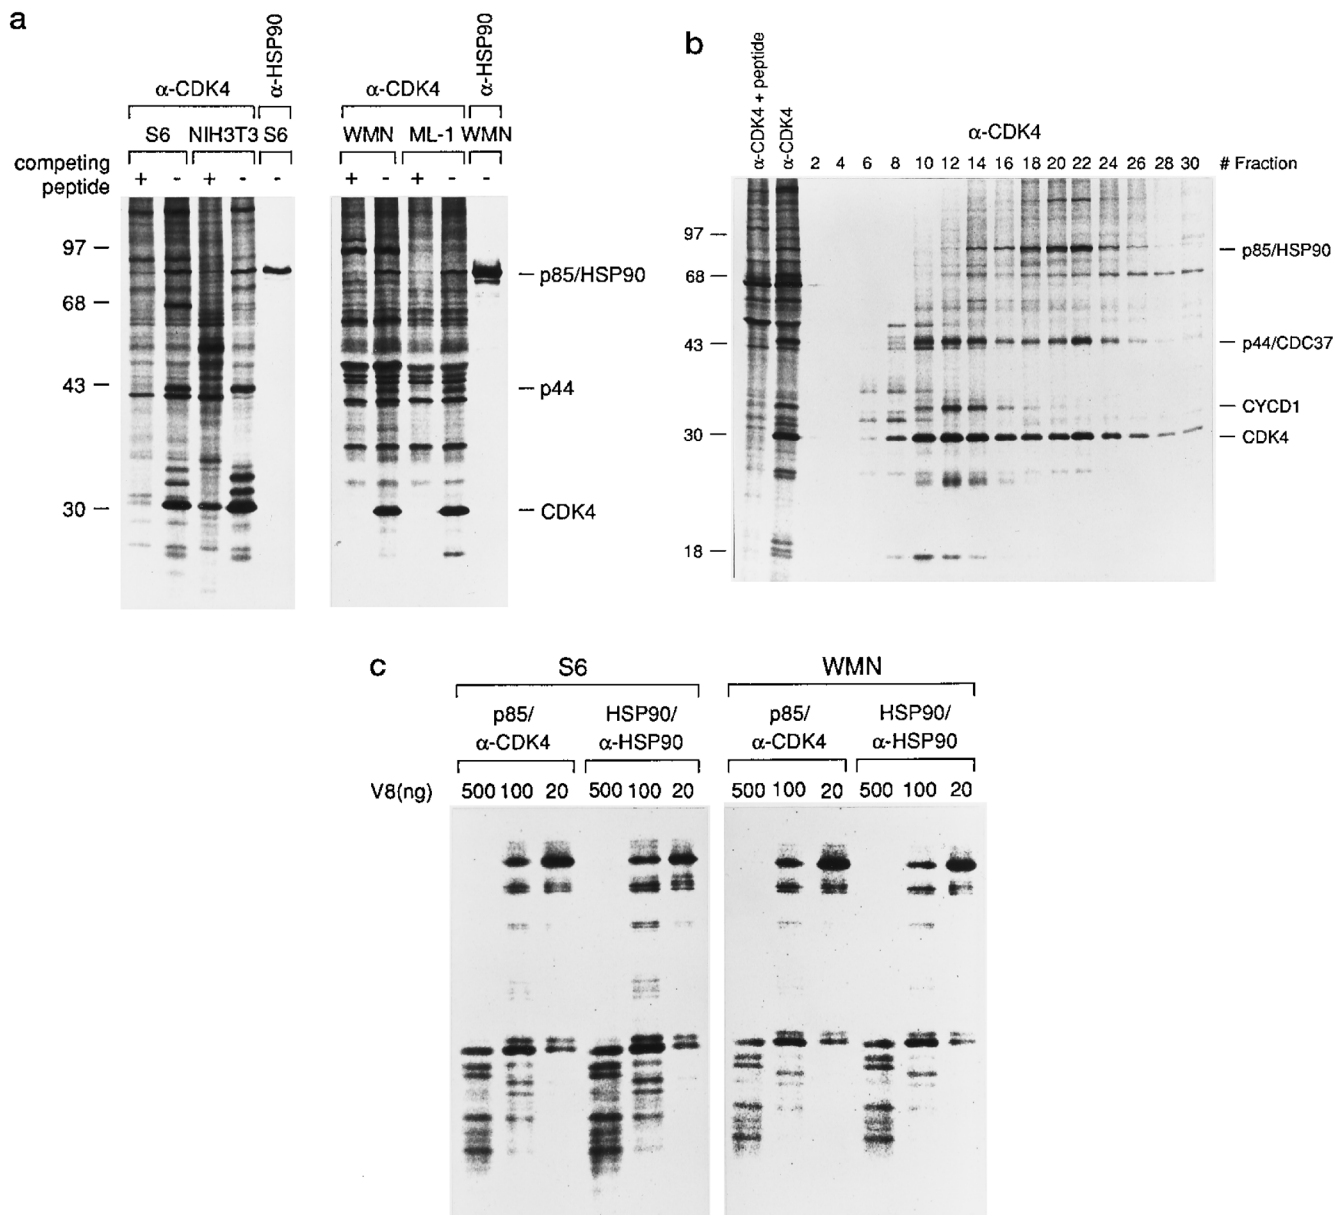 a
α-HSP90
α-HSP90
α-CDK4
α-CDK4
S6 NIH3T3 S6
WMN ML-1 WMN
competing
peptide
+ - + - -
+ - + - -
97
68
43
30
p85/HSP90
p44
CDK4
b
α-CDK4 + peptide
α-CDK4
α-CDK4
2 4 6 8 10 12 14 16 18 20 22 24 26 28 30 # Fraction
97
68
43
30
18
p85/HSP90
p44/CDC37
CYCD1
CDK4
c
S6
WMN
p85/
α-CDK4
HSP90/
α-HSP90
p85/
α-CDK4
HSP90/
α-HSP90
V8(ng) 500 100 20 500 100 20 500 100 20 500 100 20